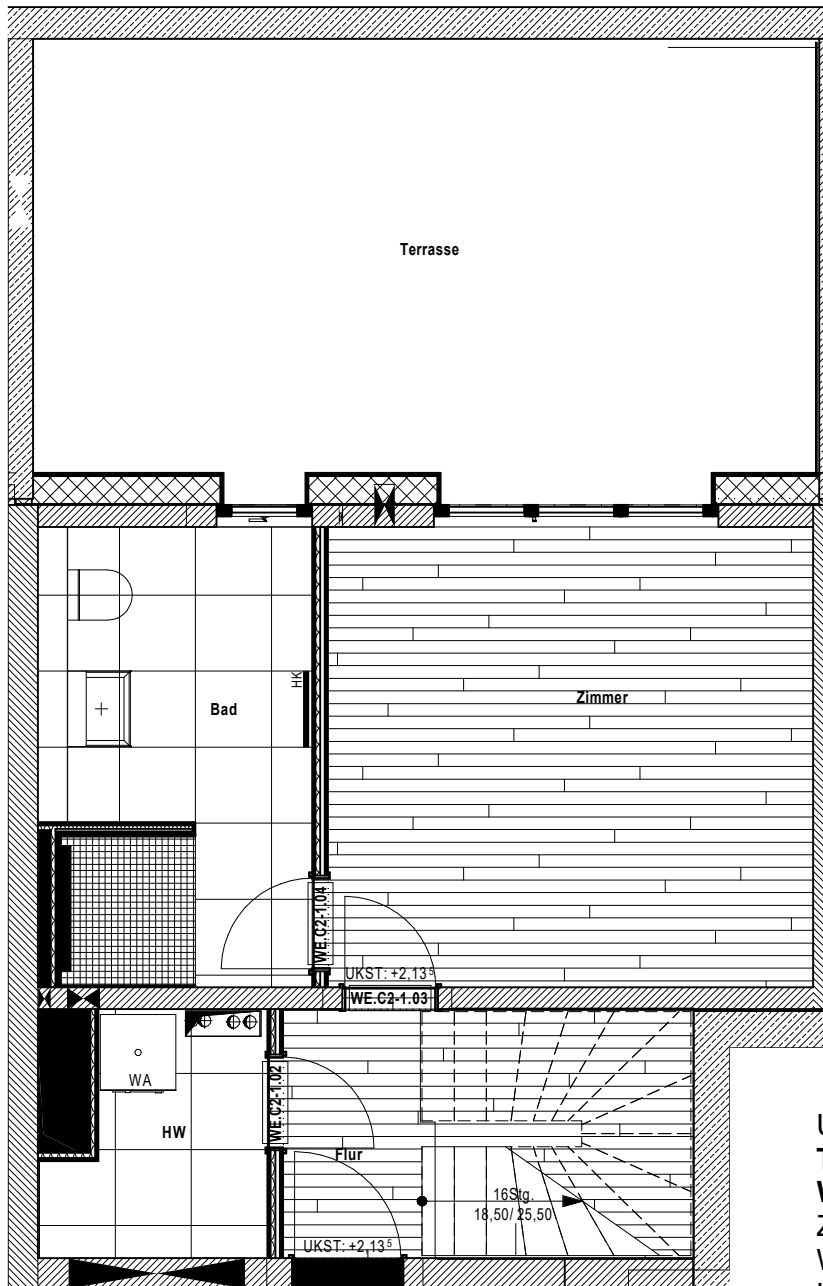 Terrasse
HK
Bad
Zimmer
WE.C2-1.04
UKST: +2,13⁵
WE.C2-1.03
WA
WE.C2-1.02
HW
Flur
16Stg.
18,50/ 25,50
UKST: +2,13⁵